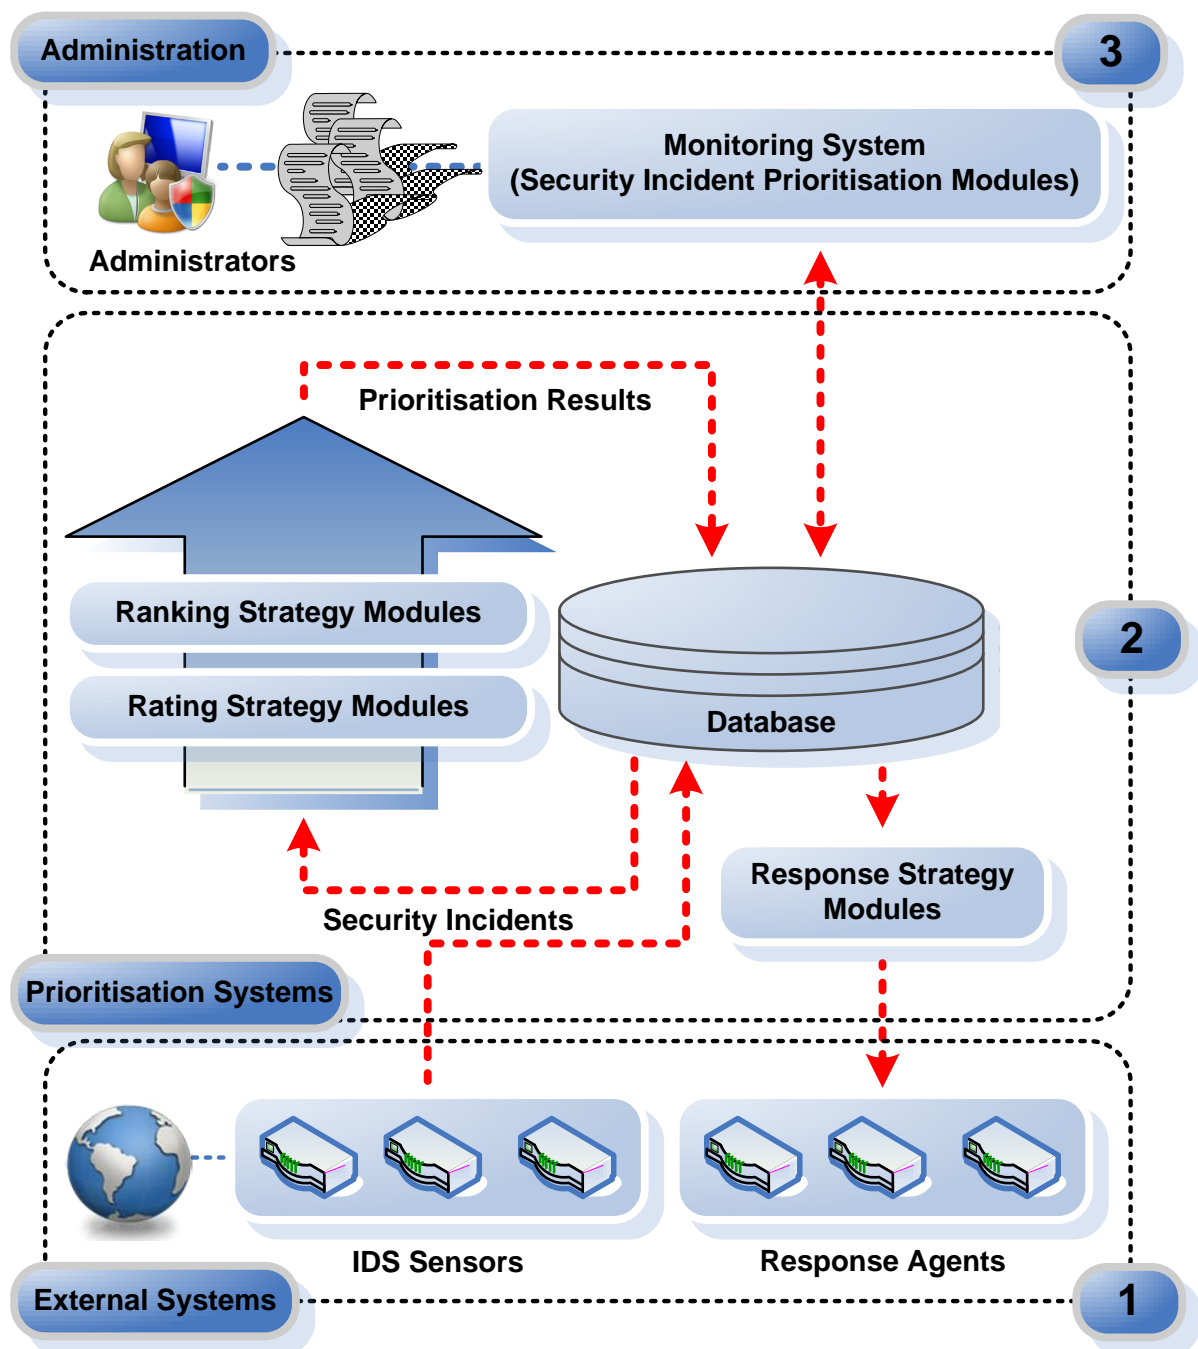 Administration
3
Monitoring System
(Security Incident Prioritisation Modules)
Administrators
Prioritisation Results
Ranking Strategy Modules
2
Rating Strategy Modules
Database
Response Strategy
Modules
Security Incidents
Prioritisation Systems
IDS Sensors
Response Agents
External Systems
1